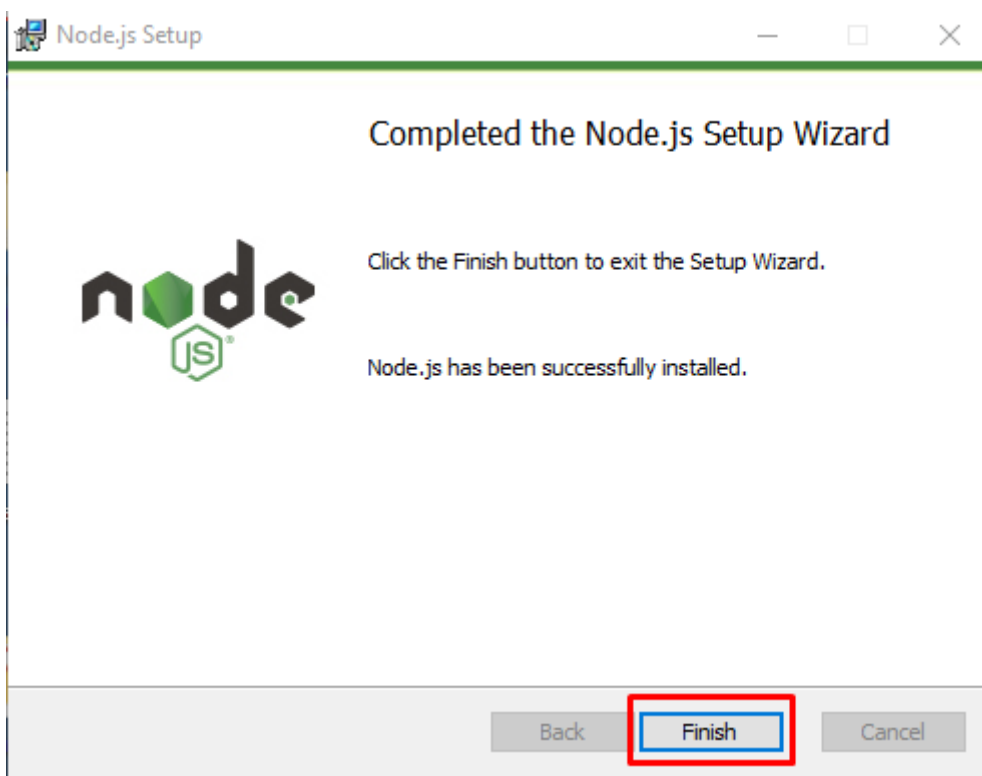 Node.js Setup
Completed the Node.js Setup Wizard
Click the Finish button to exit the Setup Wizard.
node
JS®
Node.js has been successfully installed.
Back
Finish
Cancel